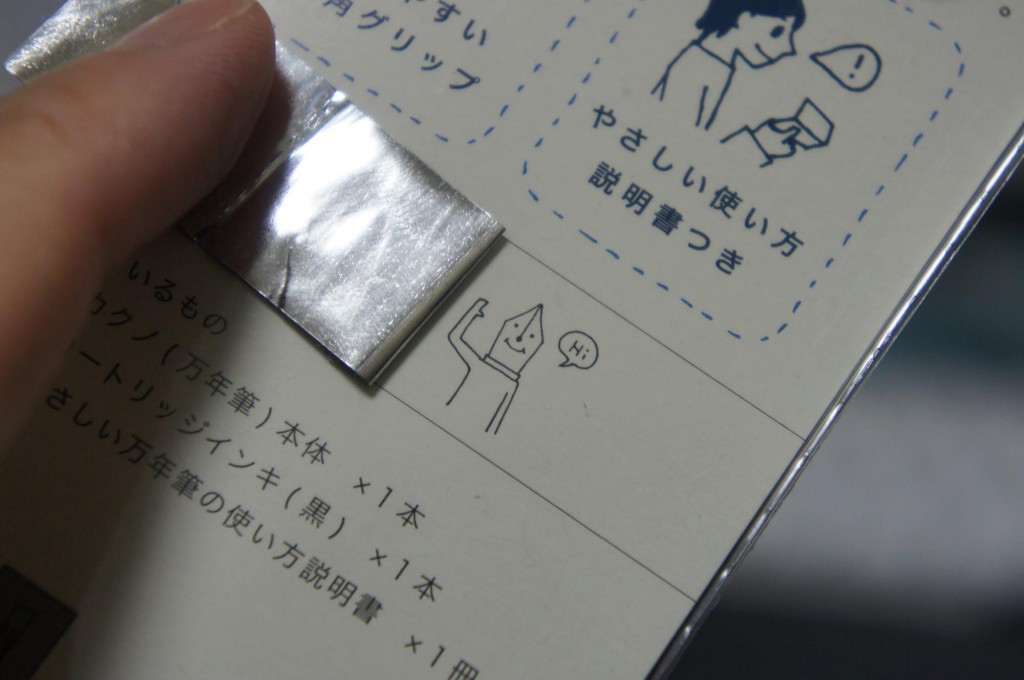 やすい
角グリップ
!
やさしい使い方
説明書つき
Hi
いるもの
カクノ(万年筆)本体 ×1本
ートリッジインキ(黒) ×1本
さしい万年筆の使い方説明書 ×1冊